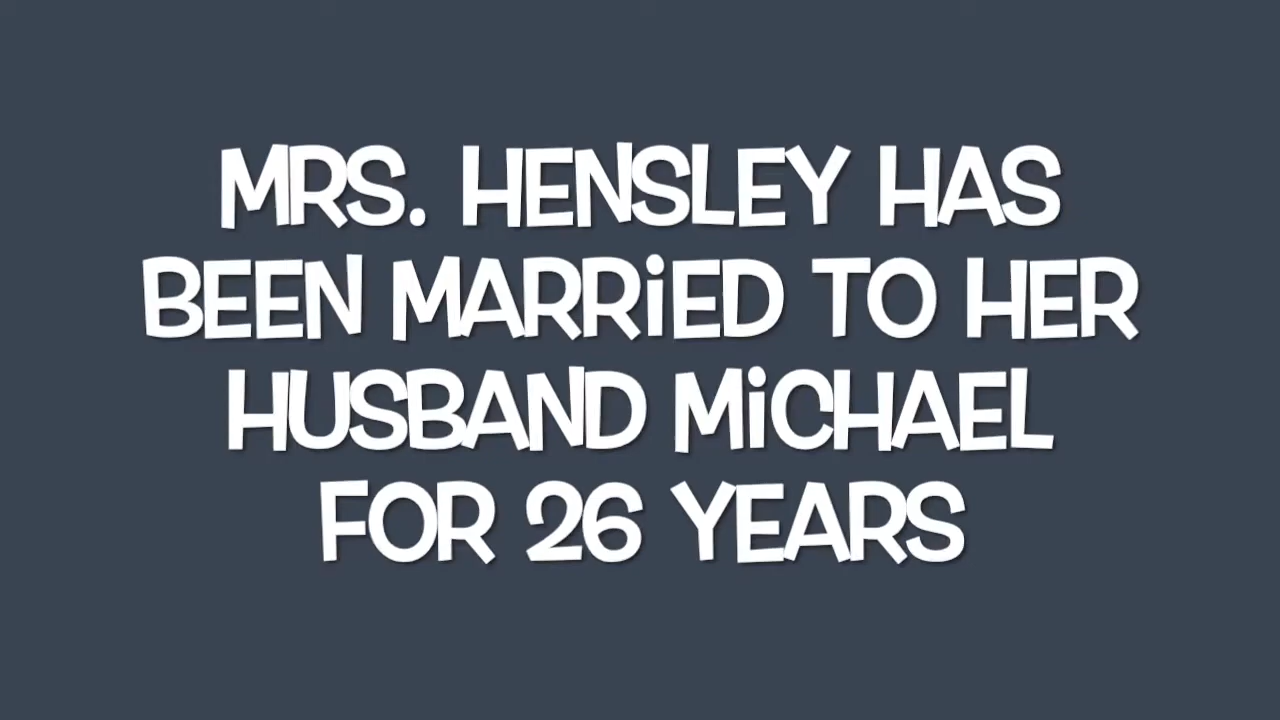 MRS. HENSLEY HAS
BEEN MARRiED TO HER
HUSBAND MiCHAEL
FOR 26 YEARS